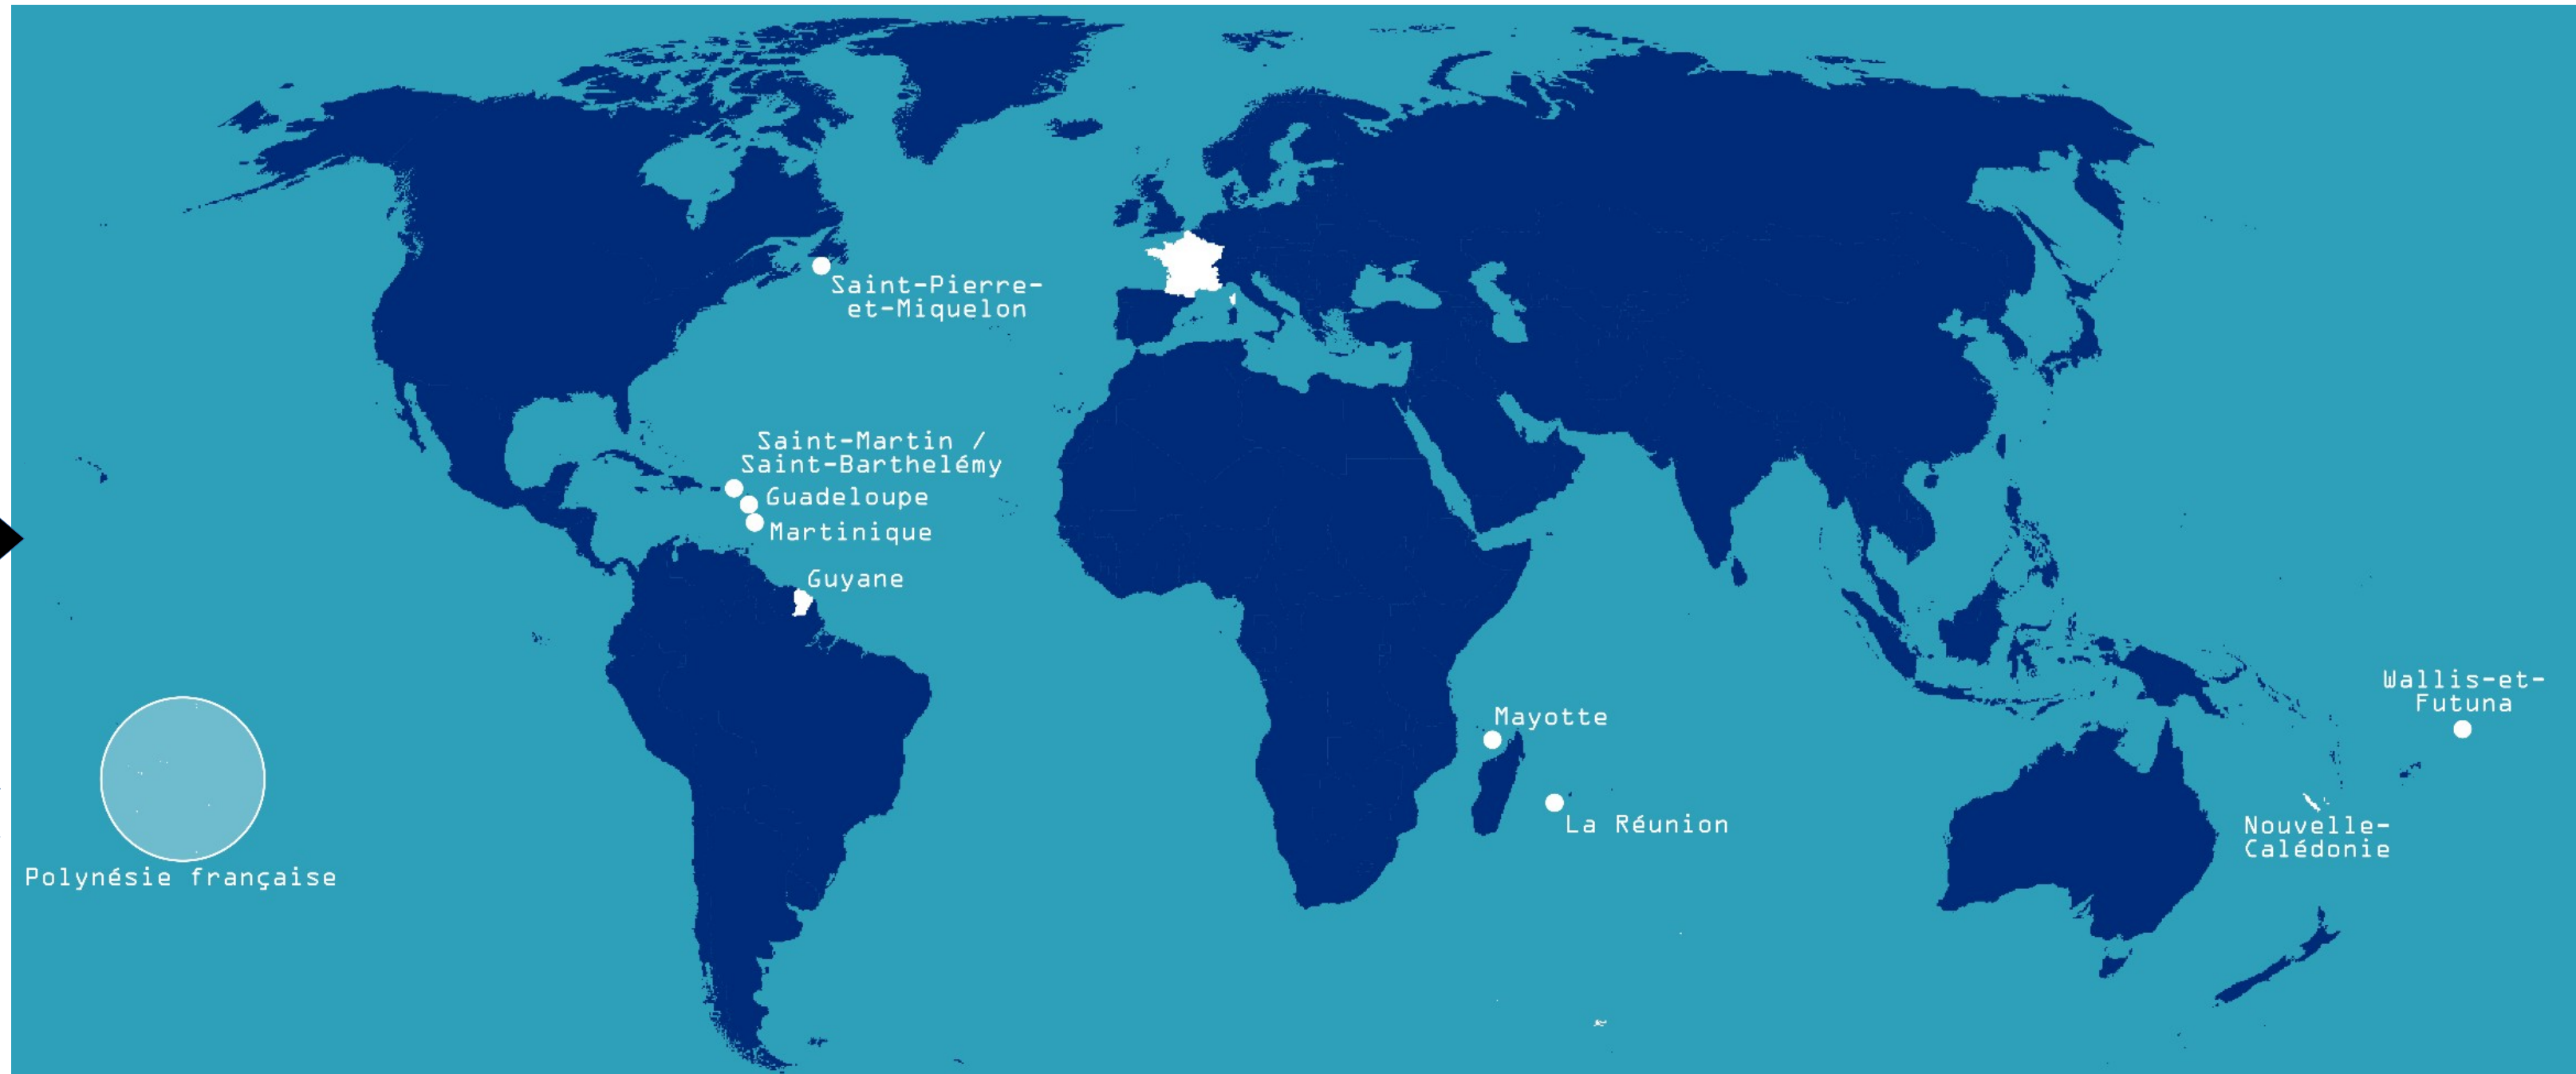 Saint-Pierre-
et-Miquelon
Saint-Martin /
Saint-Barthelémy
Guadeloupe
Martinique
Guyane
Wallis-et-
Futuna
Mayotte
La Réunion
Nouvelle-
Calédonie
Polynésie française